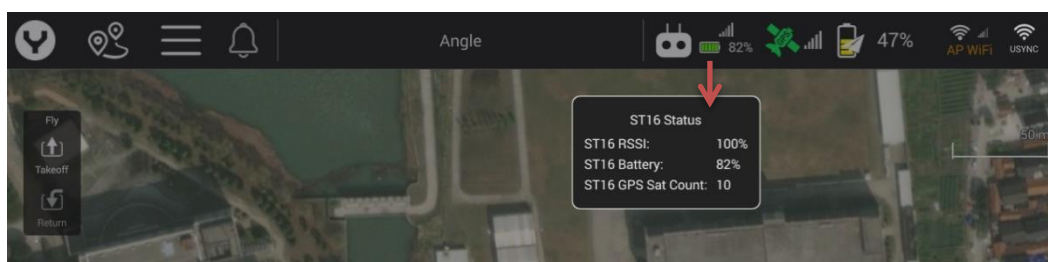 Angle
82%
47%
AP WiFi
USYNC
Fly
Takeoff
Return
ST16 Status
ST16 RSSI: 100%
ST16 Battery: 82%
ST16 GPS Sat Count: 10
50 m